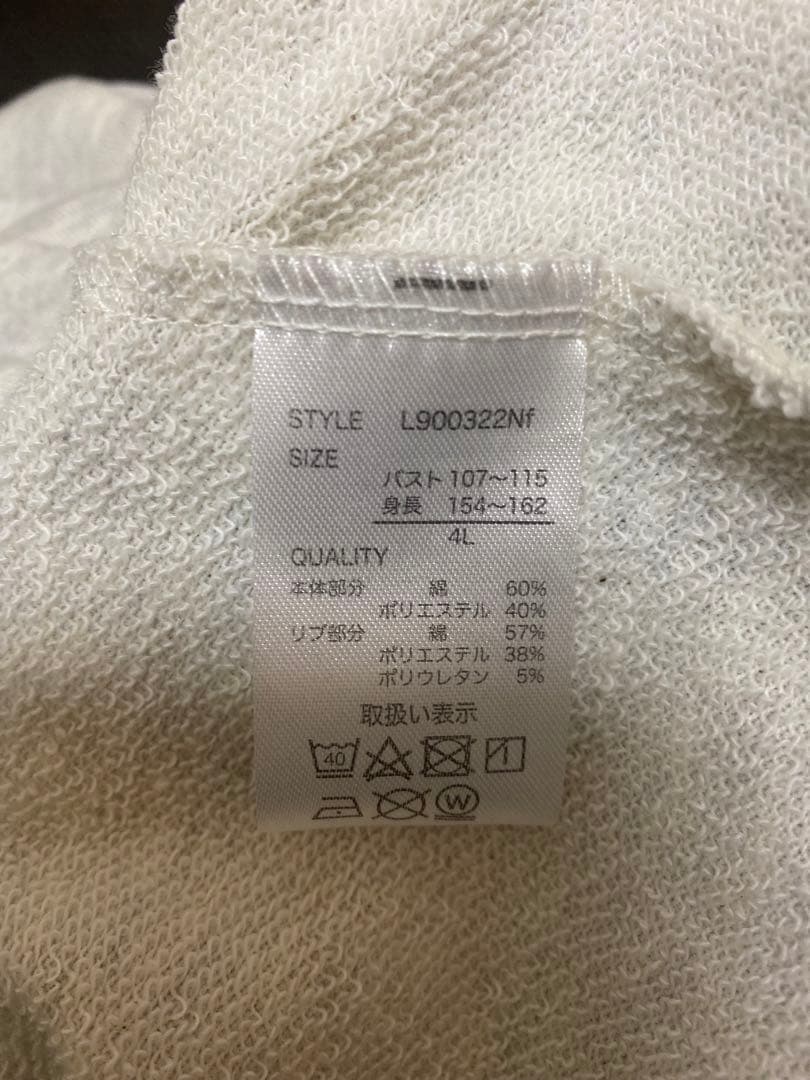 STYLE L900322Nf
SIZE
バスト 107～115
身長 154～162
4L
QUALITY
本体部分 綿 60%
ポリエステル 40%
リブ部分 綿 57%
ポリエステル 38%
ポリウレタン 5%
取扱い表示
40
W